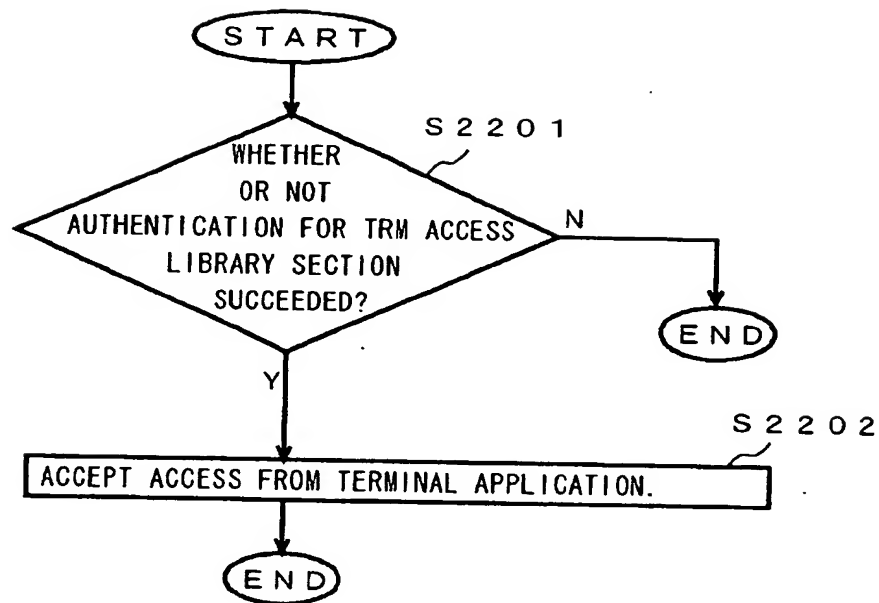 START
S2201
WHETHER
OR NOT
AUTHENTICATION FOR TRM ACCESS
LIBRARY SECTION
SUCCEEDED?
N
END
Y
S2202
ACCEPT ACCESS FROM TERMINAL APPLICATION.
END